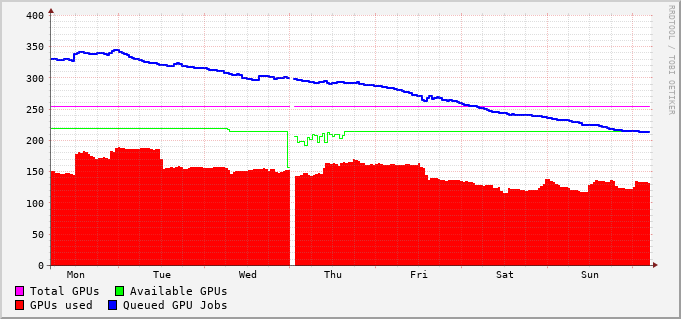 400
350
300
250
200
150
100
50
0
Mon Tue Wed Thu Fri Sat Sun
Total GPUs Available GPUs
GPUs used Queued GPU Jobs
RRDTOOL / TOBI OETIKER